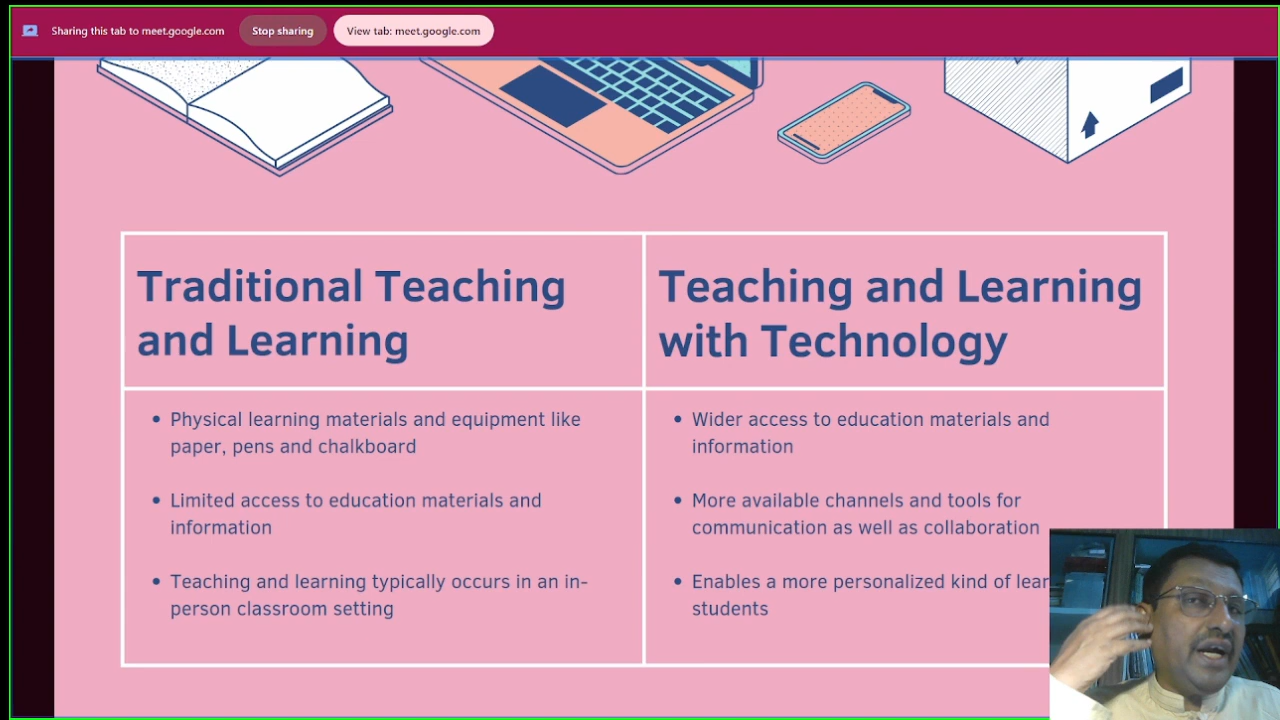 Sharing this tab to meet.google.com
Stop sharing
View tab: meet.google.com
Traditional Teaching
and Learning
Teaching and Learning
with Technology
• Physical learning materials and equipment like
paper, pens and chalkboard
• Limited access to education materials and
information
• Teaching and learning typically occurs in an in-
person classroom setting
• Wider access to education materials and
information
• More available channels and tools for
communication as well as collaboration
• Enables a more personalized kind of
students